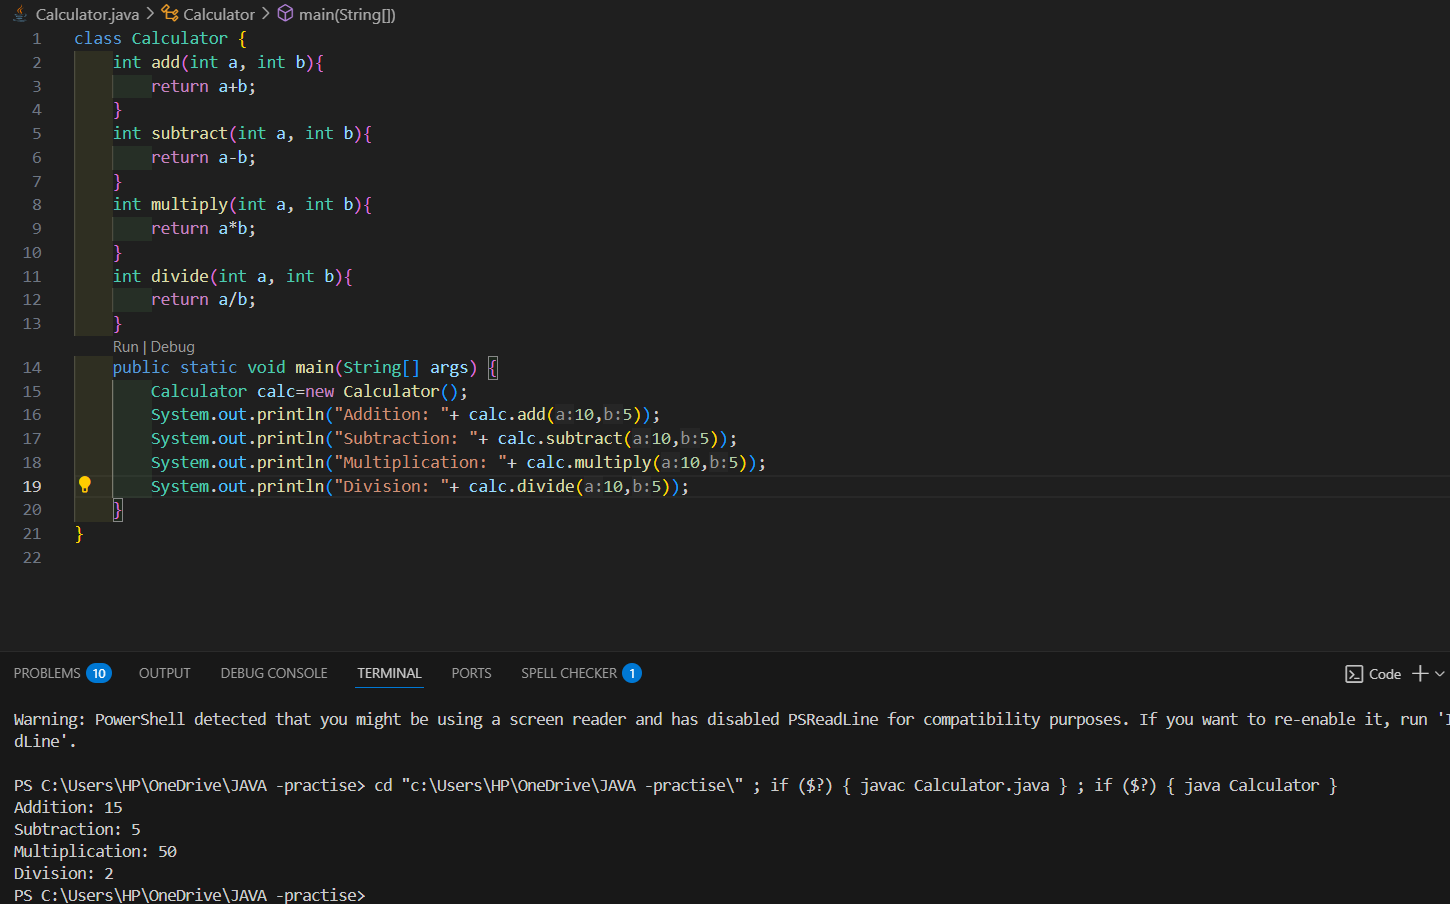 Calculator.java > Calculator > main(String[])
1 class Calculator {
2 int add(int a, int b){
3 return a+b;
4 }
5 int subtract(int a, int b){
6 return a-b;
7 }
8 int multiply(int a, int b){
9 return a*b;
10 }
11 int divide(int a, int b){
12 return a/b;
13 }
Run | Debug
14 public static void main(String[] args) {
15 Calculator calc=new Calculator();
16 System.out.println("Addition: "+ calc.add(a:10,b:5));
17 System.out.println("Subtraction: "+ calc.subtract(a:10,b:5));
18 System.out.println("Multiplication: "+ calc.multiply(a:10,b:5));
19 System.out.println("Division: "+ calc.divide(a:10,b:5));
20 }
21 }
22
PROBLEMS 10 OUTPUT DEBUG CONSOLE TERMINAL PORTS SPELL CHECKER 1 Code
Warning: PowerShell detected that you might be using a screen reader and has disabled PSReadLine for compatibility purposes. If you want to re-enable it, run '
dLine'.
PS C:\Users\HP\OneDrive\JAVA -practise> cd "c:\Users\HP\OneDrive\JAVA -practise\" ; if ($?) { javac Calculator.java } ; if ($?) { java Calculator }
Addition: 15
Subtraction: 5
Multiplication: 50
Division: 2
PS C:\Users\HP\OneDrive\JAVA -practise>